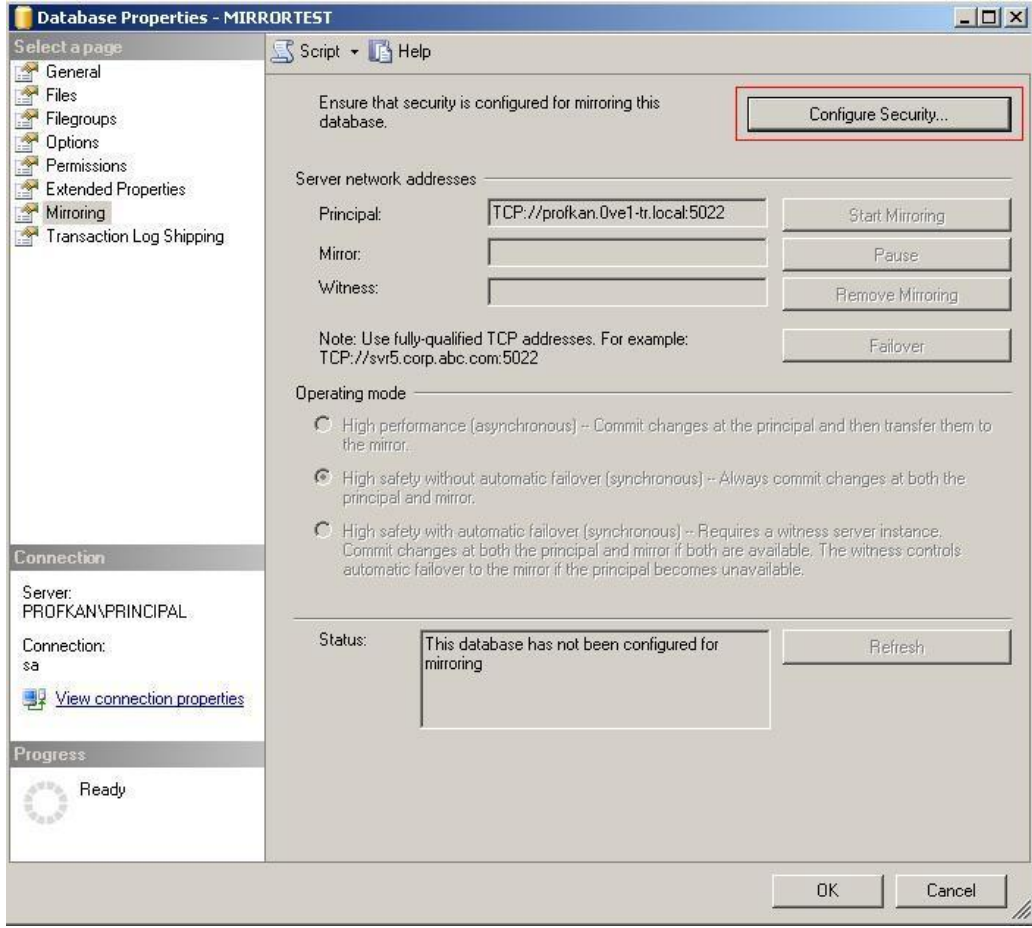 Database Properties - MIRRORTEST
Select a page
General
Files
Filegroups
Options
Permissions
Extended Properties
Mirroring
Transaction Log Shipping
Connection
Server:
PROFKAN\PRINCIPAL
Connection:
sa
View connection properties
Progress
Ready
Script
Help
Ensure that security is configured for mirroring this
database.
Configure Security...
Server network addresses
Principal:
TCP://profkan.0ve1-tr.local:5022
Start Mirroring
Mirror:
Pause
Witness:
Remove Mirroring
Note: Use fully-qualified TCP addresses. For example:
TCP://svr5.corp.abc.com:5022
Failover
Operating mode
High performance (asynchronous) -- Commit changes at the principal and then transfer them to
the mirror.
High safety without automatic failover (synchronous) -- Always commit changes at both the
principal and mirror.
High safety with automatic failover (synchronous) -- Requires a witness server instance.
Commit changes at both the principal and mirror if both are available. The witness controls
automatic failover to the mirror if the principal becomes unavailable.
Status:
This database has not been configured for
mirroring
Refresh
OK
Cancel